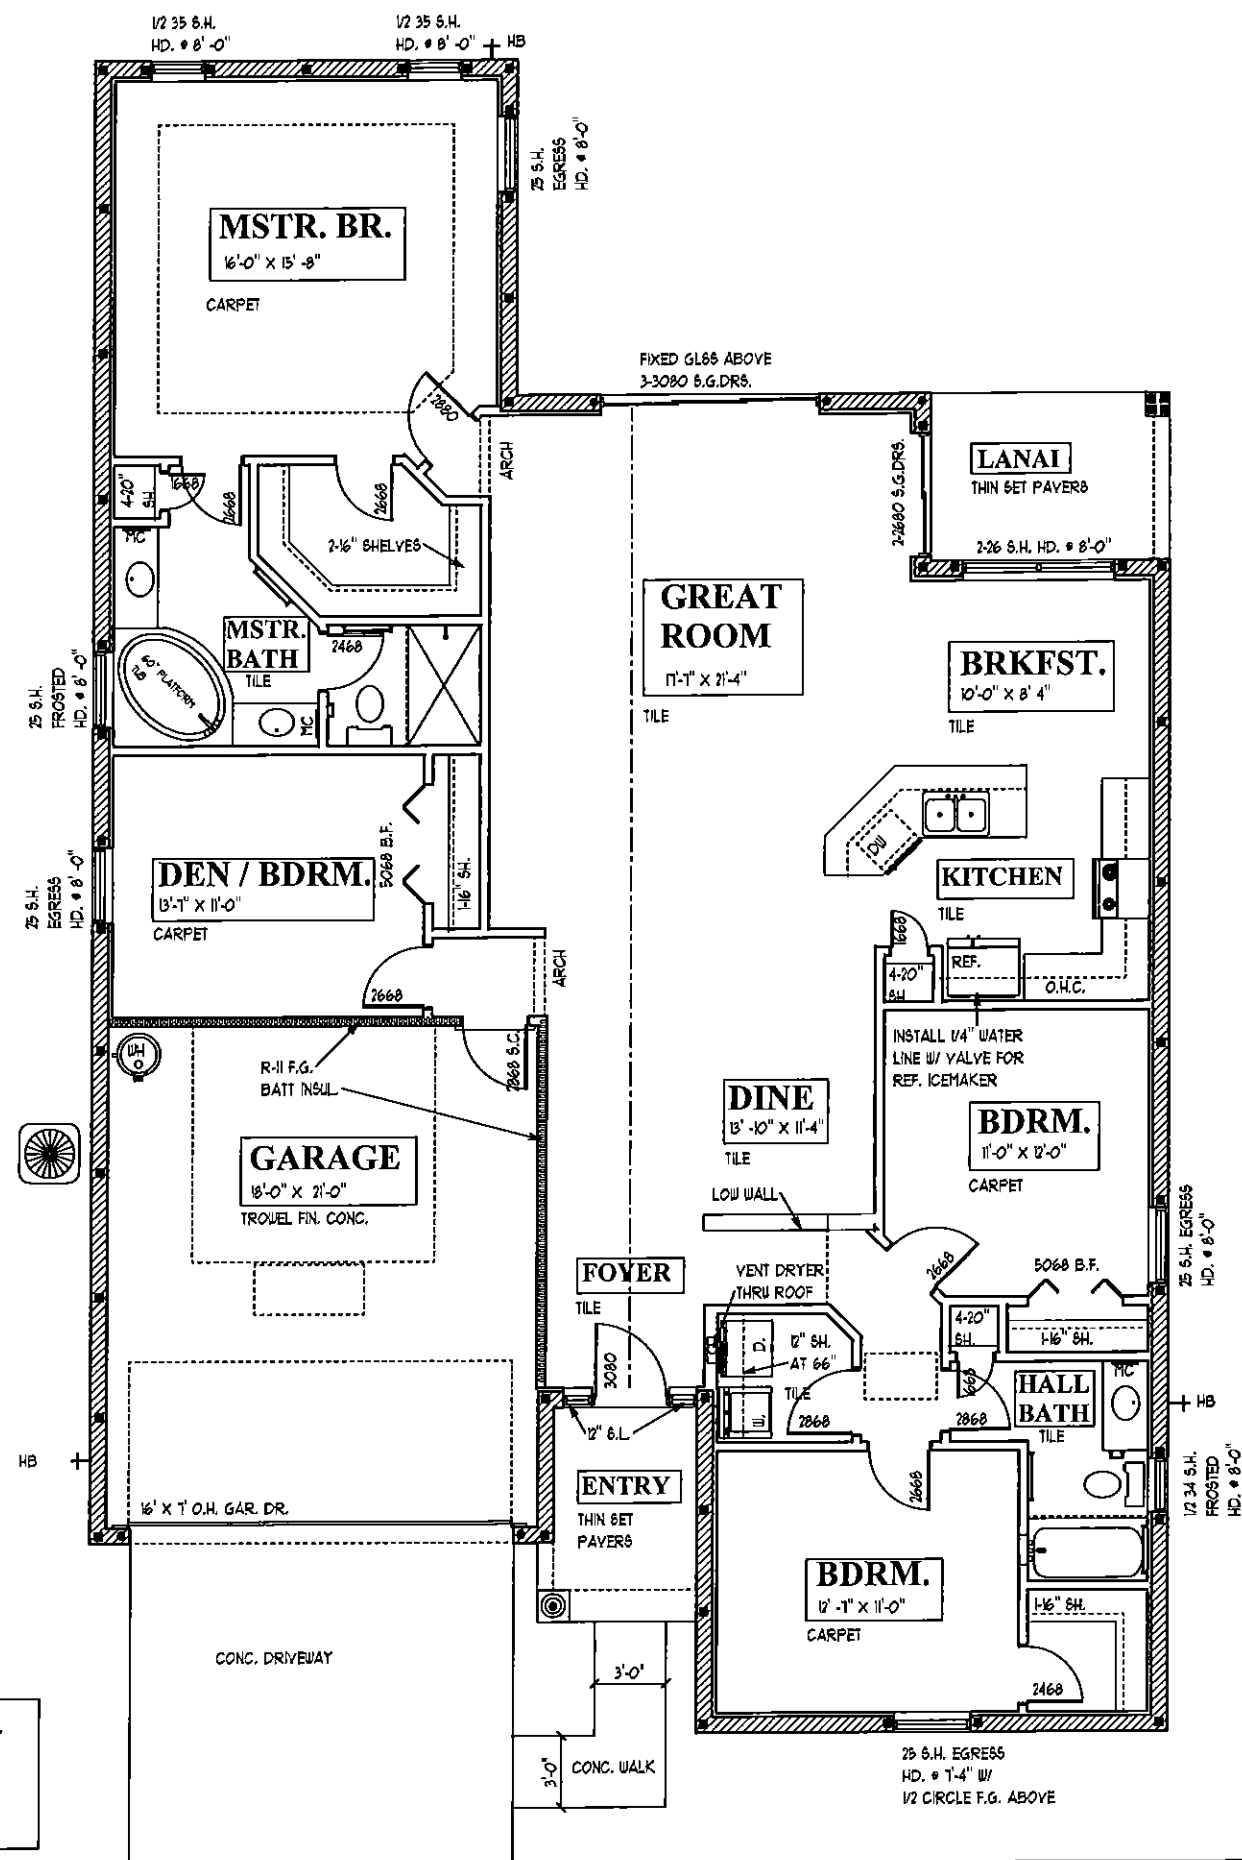 1/2 35 S.H.
HD. @ 8'-0"
1/2 35 S.H.
HD. @ 8'-0"
HB
25 S.H.
EGRESS
HD. @ 8'-0"
MSTR. BR.
16'-0" X 15'-8"
CARPET
2880
ARCH
FIXED GLSS ABOVE
3-3080 S.G.DRS.
LANAI
THIN SET PAVERS
2-2680 S.G.DRS.
2-26 S.H. HD. @ 8'-0"
4-20"
SH.
1668
2668
2668
MC
2-16" SHELVES
MSTR.
BATH
TILE
2468
60" PLATFORM
TUB
MC
25 S.H.
FROSTED
HD. @ 8'-0"
GREAT
ROOM
17'-7" X 21'-4"
TILE
BRKFST.
10'-0" X 8' 4"
TILE
DW
KITCHEN
TILE
1668
4-20"
SH
REF.
O.H.C.
INSTALL 1/4" WATER
LINE W/ VALVE FOR
REF. ICEMAKER
DEN / BDRM.
13'-7" X 11'-0"
CARPET
5068 B.F.
1-16" SH.
25 S.H.
EGRESS
HD. @ 8'-0"
2668
ARCH
WH
R-11 F.G.
BATT INSUL.
2868 S.C.
GARAGE
18'-0" X 21'-0"
TROWEL FIN. CONC.
DINE
13'-10" X 11'-4"
TILE
LOW WALL
BDRM.
11'-0" X 12'-0"
CARPET
25 S.H. EGRESS
HD. @ 8'-0"
2668
5068 B.F.
1-16" SH.
4-20"
SH.
1668
FOYER
TILE
VENT DRYER
THRU ROOF
D.
12" SH.
AT 66"
TILE
W.
2868
3080
12" S.L.
HALL
BATH
TILE
MC
2868
HB
1/2 34 S.H.
FROSTED
HD. @ 8'-0"
HB
16' X 7' O.H. GAR. DR.
ENTRY
THIN SET
PAVERS
2668
BDRM.
12'-7" X 11'-0"
CARPET
1-16" SH.
2468
CONC. DRIVEWAY
3'-0"
3'-0"
CONC. WALK
25 S.H. EGRESS
HD. @ 7'-4" W/
1/2 CIRCLE F.G. ABOVE